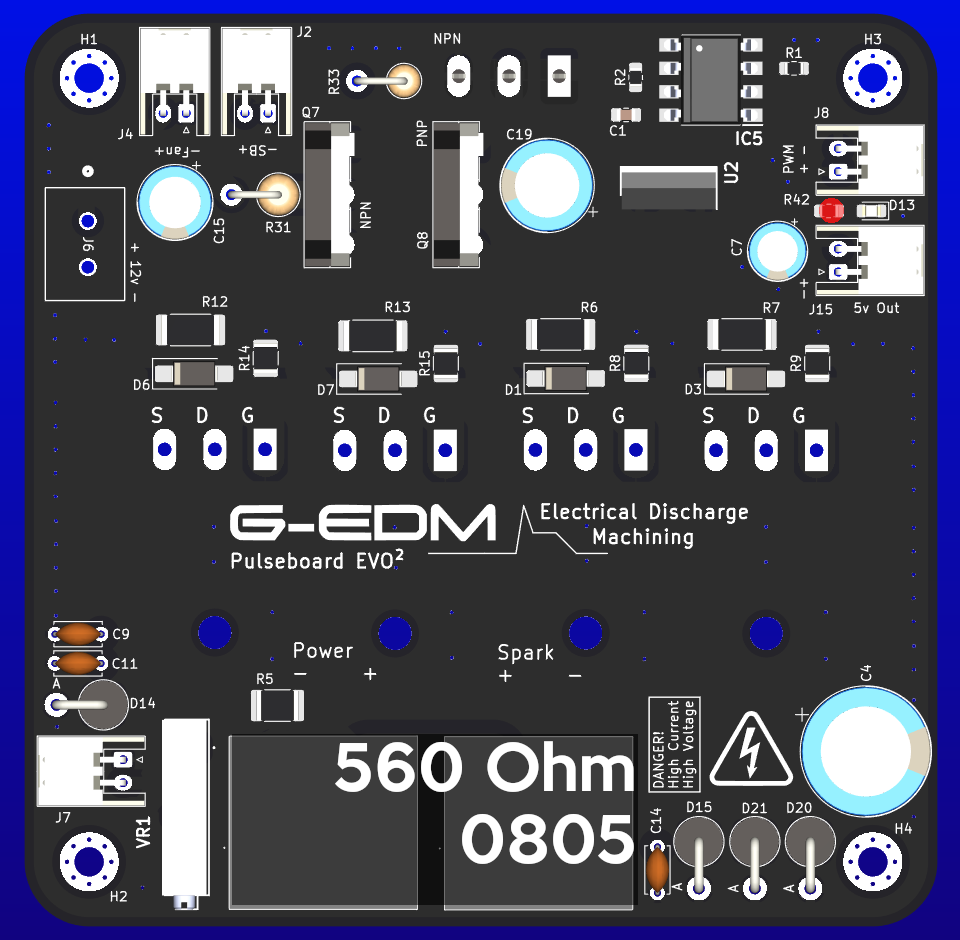 H1
J2
NPN
R33
R2
R1
H3
J4
Q7
PNP
C19
C1
IC5
J8
-Fan+
-SB+
+
U2
PWM
-
+
R42
D13
C15
R31
NPN
Q8
+
C7
+
J6
+ 12v -
- +
J15
5v Out
R12
R13
R6
R7
R14
R15
R8
R9
D6
D7
D1
D3
S D G
S D G
S D G
S D G
G-EDM
Electrical Discharge
Machining
Pulseboard EVO²
C9
C11
A
D14
Power
- +
Spark
+ -
R5
C4
+
DANGER!
High Current
High Voltage
560 Ohm
0805
J7
VR1
H2
C14
D15
D21
D20
H4
A
A
A